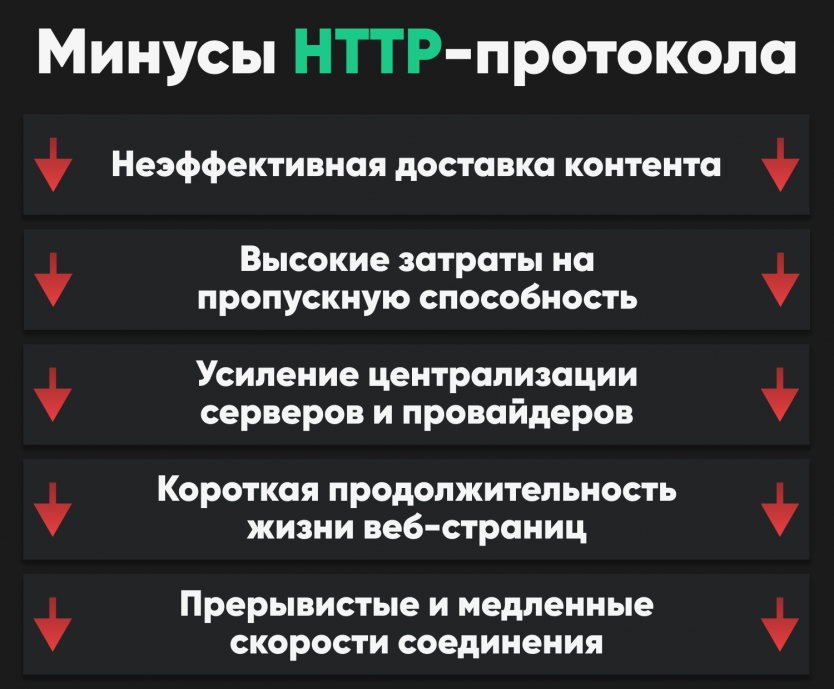 Минусы HTTP-протокола
Неэффективная доставка контента
Высокие затраты на
пропускную способность
Усиление централизации
серверов и провайдеров
Короткая продолжительность
жизни веб-страниц
Прерывистые и медленные
скорости соединения